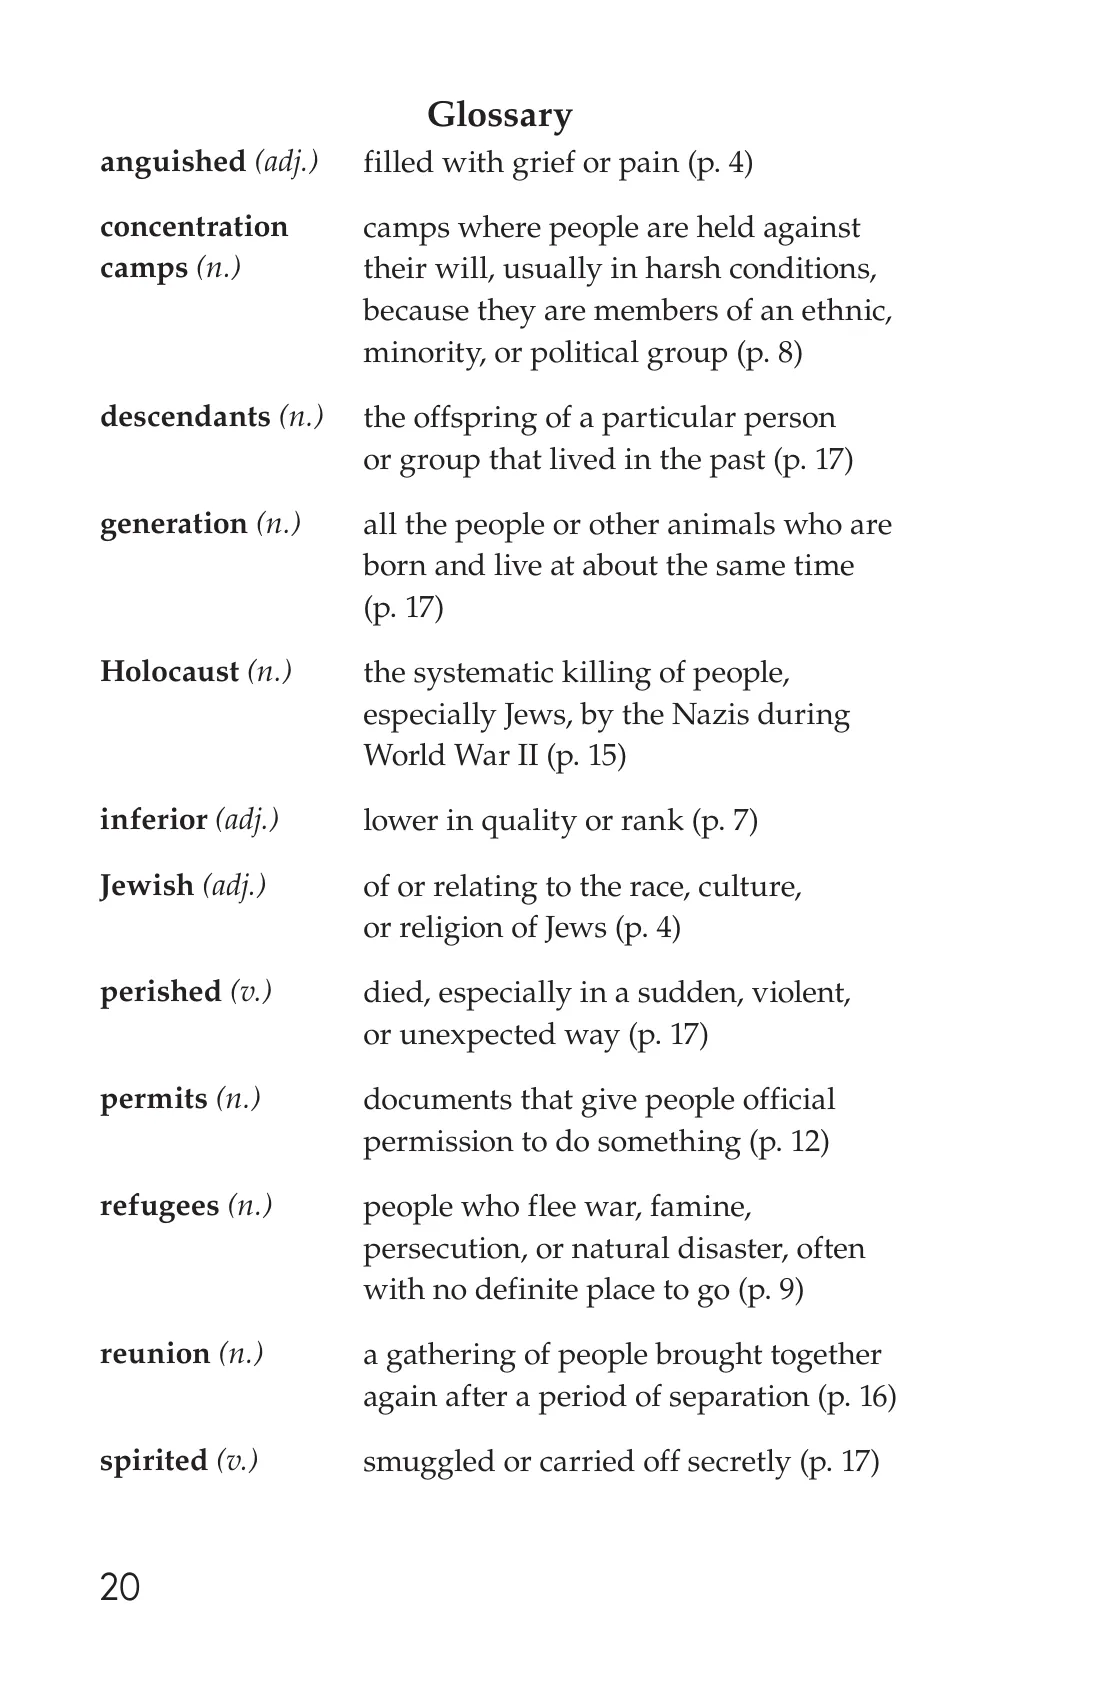 Glossary
anguished (adj.) filled with grief or pain (p. 4)
concentration camps where people are held against
camps (n.) their will, usually in harsh conditions,
because they are members of an ethnic,
minority, or political group (p. 8)
descendants (n.) the offspring of a particular person
or group that lived in the past (p. 17)
generation (n.) all the people or other animals who are
born and live at about the same time
(p. 17)
Holocaust (n.) the systematic killing of people,
especially Jews, by the Nazis during
World War II (p. 15)
inferior (adj.) lower in quality or rank (p. 7)
Jewish (adj.) of or relating to the race, culture,
or religion of Jews (p. 4)
perished (v.) died, especially in a sudden, violent,
or unexpected way (p. 17)
permits (n.) documents that give people official
permission to do something (p. 12)
refugees (n.) people who flee war, famine,
persecution, or natural disaster, often
with no definite place to go (p. 9)
reunion (n.) a gathering of people brought together
again after a period of separation (p. 16)
spirited (v.) smuggled or carried off secretly (p. 17)
20